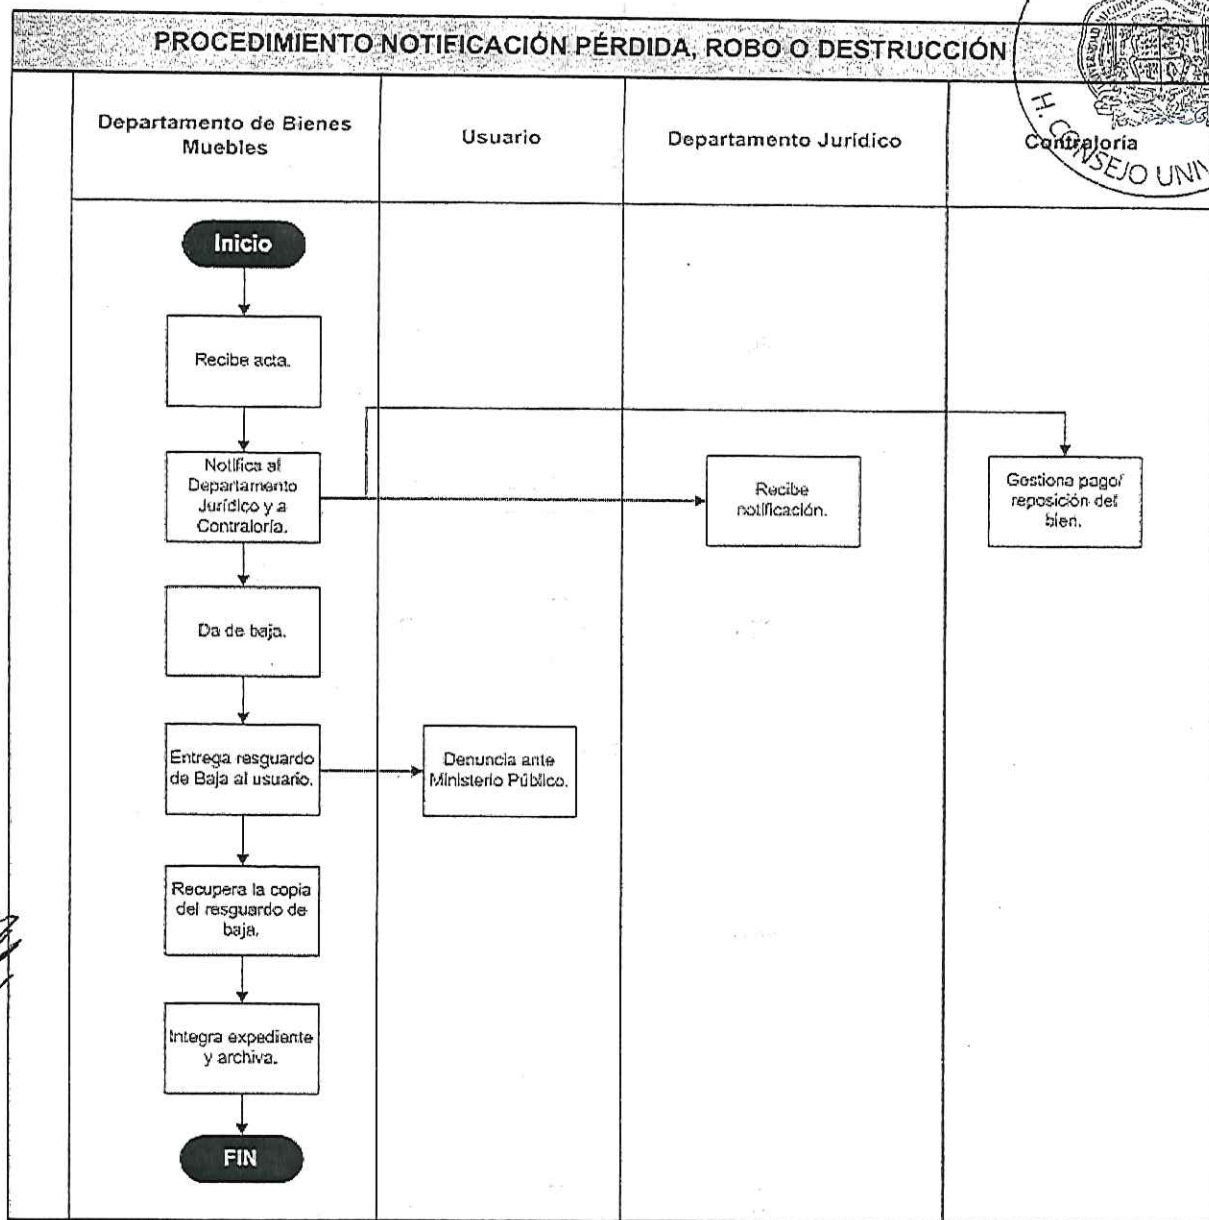 PROCEDIMIENTO NOTIFICACIÓN PÉRDIDA, ROBO O DESTRUCCIÓN
H. CONSEJO
Departamento de Bienes
Muebles
Usuario
Departamento Jurídico
Contraloría
Inicio
Recibe acta.
Notifica al
Departamento
Jurídico y a
Contraloría.
Recibe
notificación.
Gestiona pago/
reposición del
bien.
Da de baja.
Entrega resguardo
de Baja al usuario.
Denuncia ante
Ministerio Público.
Recupera la copia
del resguardo de
baja.
Integra expediente
y archiva.
FIN